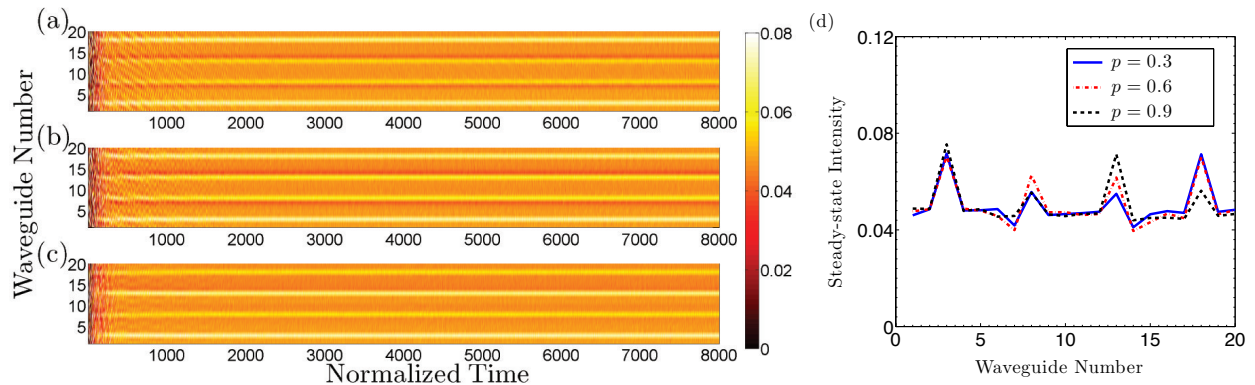 (a)
20
15
10
5
1000 2000 3000 4000 5000 6000 7000 8000
(b)
20
15
10
5
1000 2000 3000 4000 5000 6000 7000 8000
(c)
20
15
10
5
1000 2000 3000 4000 5000 6000 7000 8000
Waveguide Number
Normalized Time
0.08
0.06
0.04
0.02
0
(d)
0.12
0.08
0.04
0
Steady-state Intensity
p = 0.3
p = 0.6
p = 0.9
0 5 10 15 20
Waveguide Number